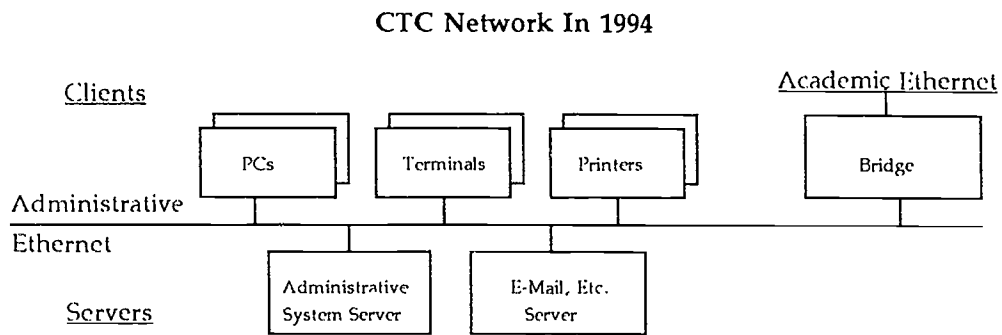 CTC Network In 1994
Clients
Academic Ethernet
PCs
Terminals
Printers
Bridge
Administrative
Ethernet
Administrative
System Server
E-Mail, Etc.
Server
Servers